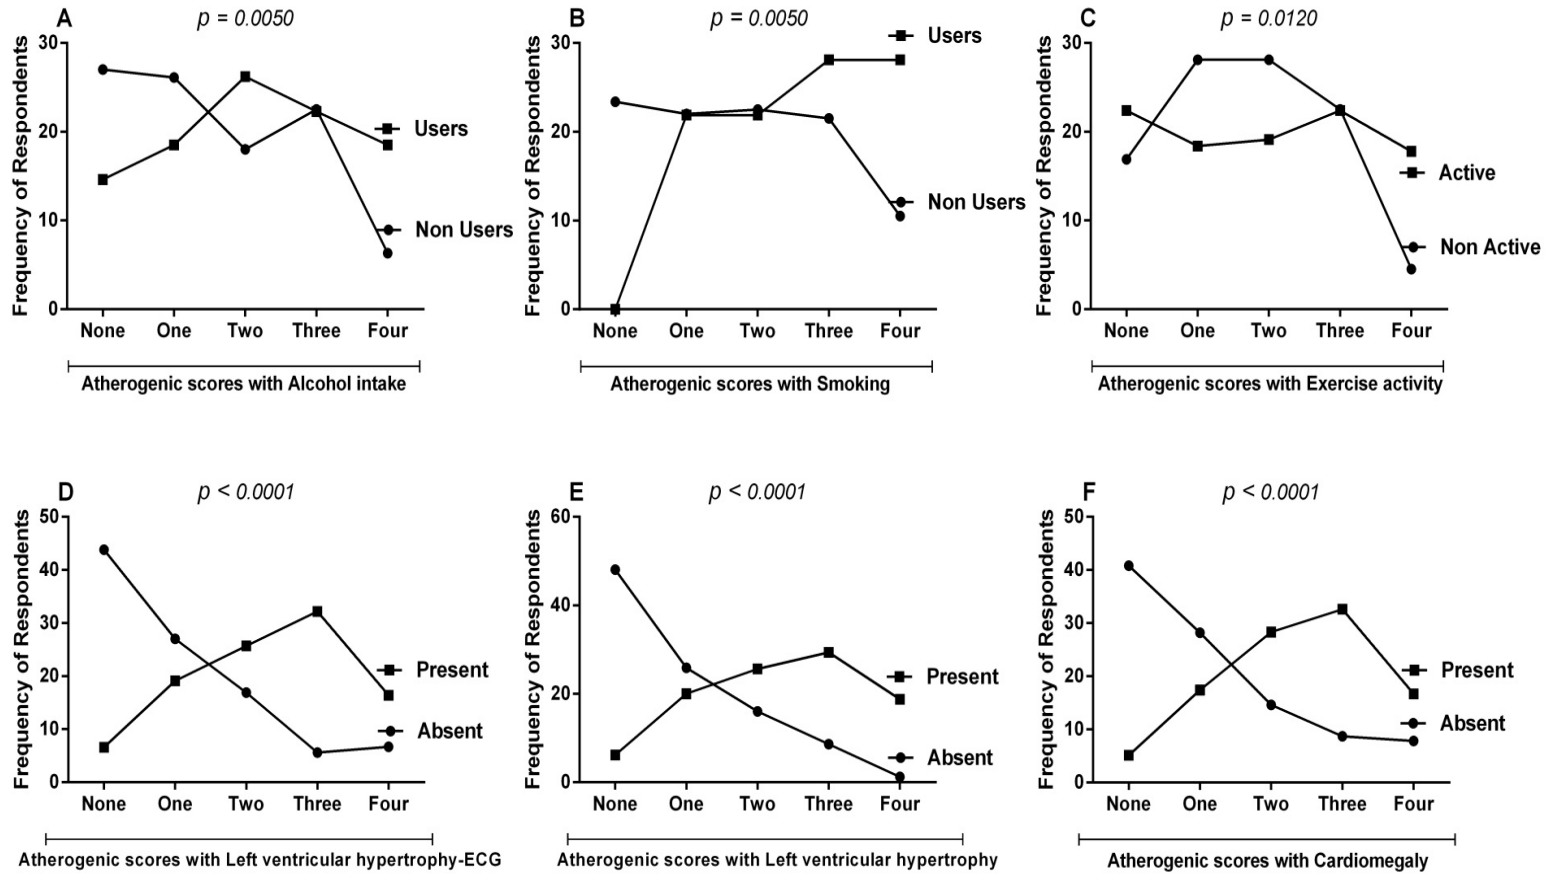 A
p = 0.0050
Frequency of Respondents
30
20
10
0
None One Two Three Four
Users
Non Users
Atherogenic scores with Alcohol intake
B
p = 0.0050
Frequency of Respondents
30
20
10
0
None One Two Three Four
Users
Non Users
Atherogenic scores with Smoking
C
p = 0.0120
Frequency of Respondents
30
20
10
0
None One Two Three Four
Active
Non Active
Atherogenic scores with Exercise activity
D
p < 0.0001
Frequency of Respondents
50
40
30
20
10
0
None One Two Three Four
Present
Absent
Atherogenic scores with Left ventricular hypertrophy-ECG
E
p < 0.0001
Frequency of Respondents
60
40
20
0
None One Two Three Four
Present
Absent
Atherogenic scores with Left ventricular hypertrophy
F
p < 0.0001
Frequency of Respondents
50
40
30
20
10
0
None One Two Three Four
Present
Absent
Atherogenic scores with Cardiomegaly